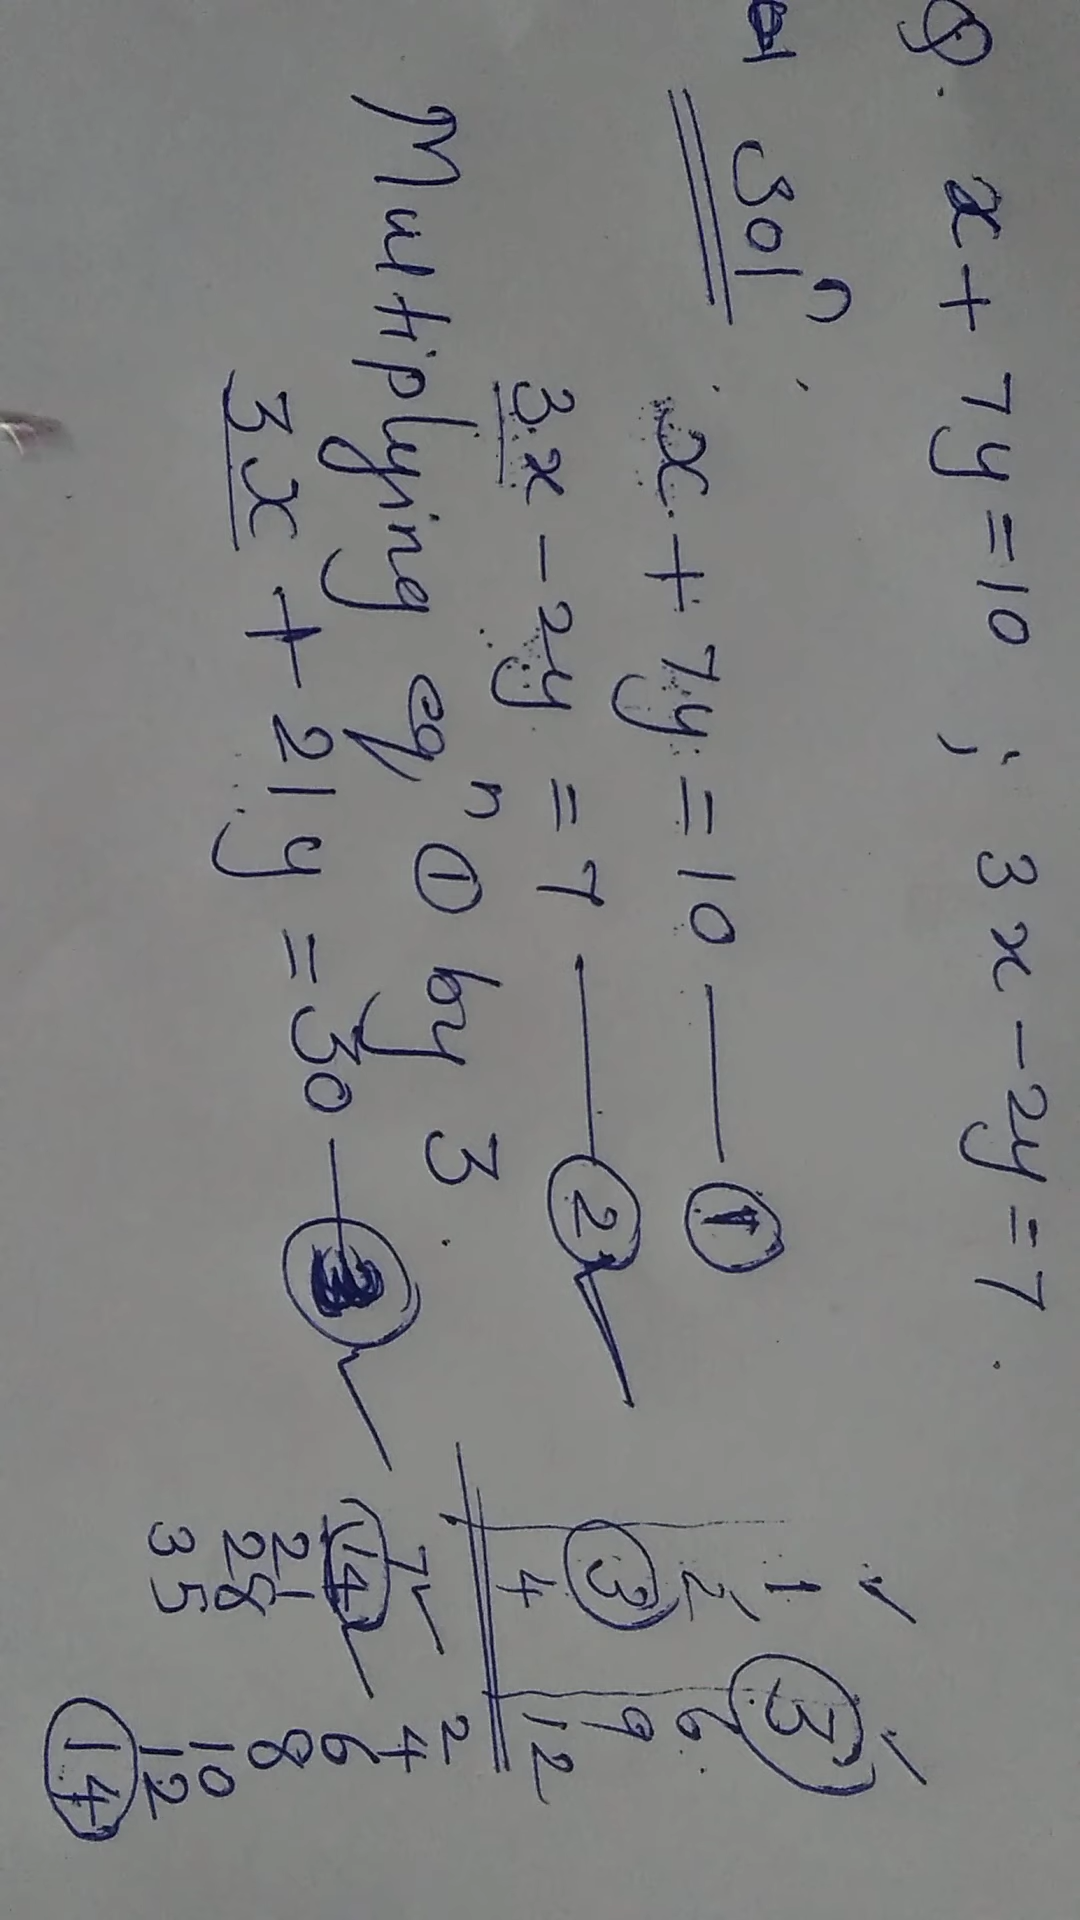 Q. x + 7y = 10 ; 3x - 2y = 7.
Solⁿ
x + 7y = 10 — ①
3x - 2y = 7 — ②
Multiplying eqⁿ ① by 3.
3x + 21y = 30 —
1 3
2 6
3 9
4 12
7 2
14 4
21 6
28 8
35 10
12
14